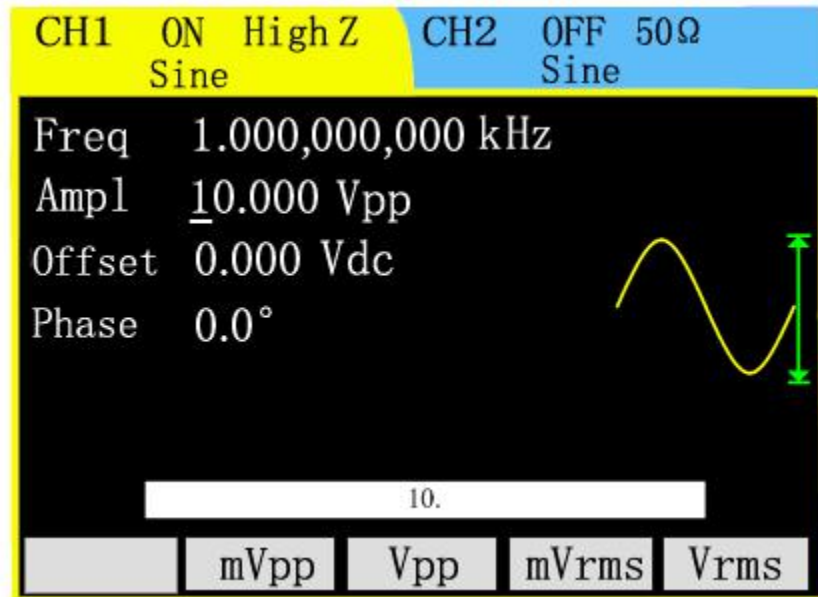 CH1 ON High Z CH2 OFF 50Ω
Sine Sine
Freq 1.000,000,000 kHz
Ampl 10.000 Vpp
Offset 0.000 Vdc
Phase 0.0°
10.
mVpp Vpp mVrms Vrms